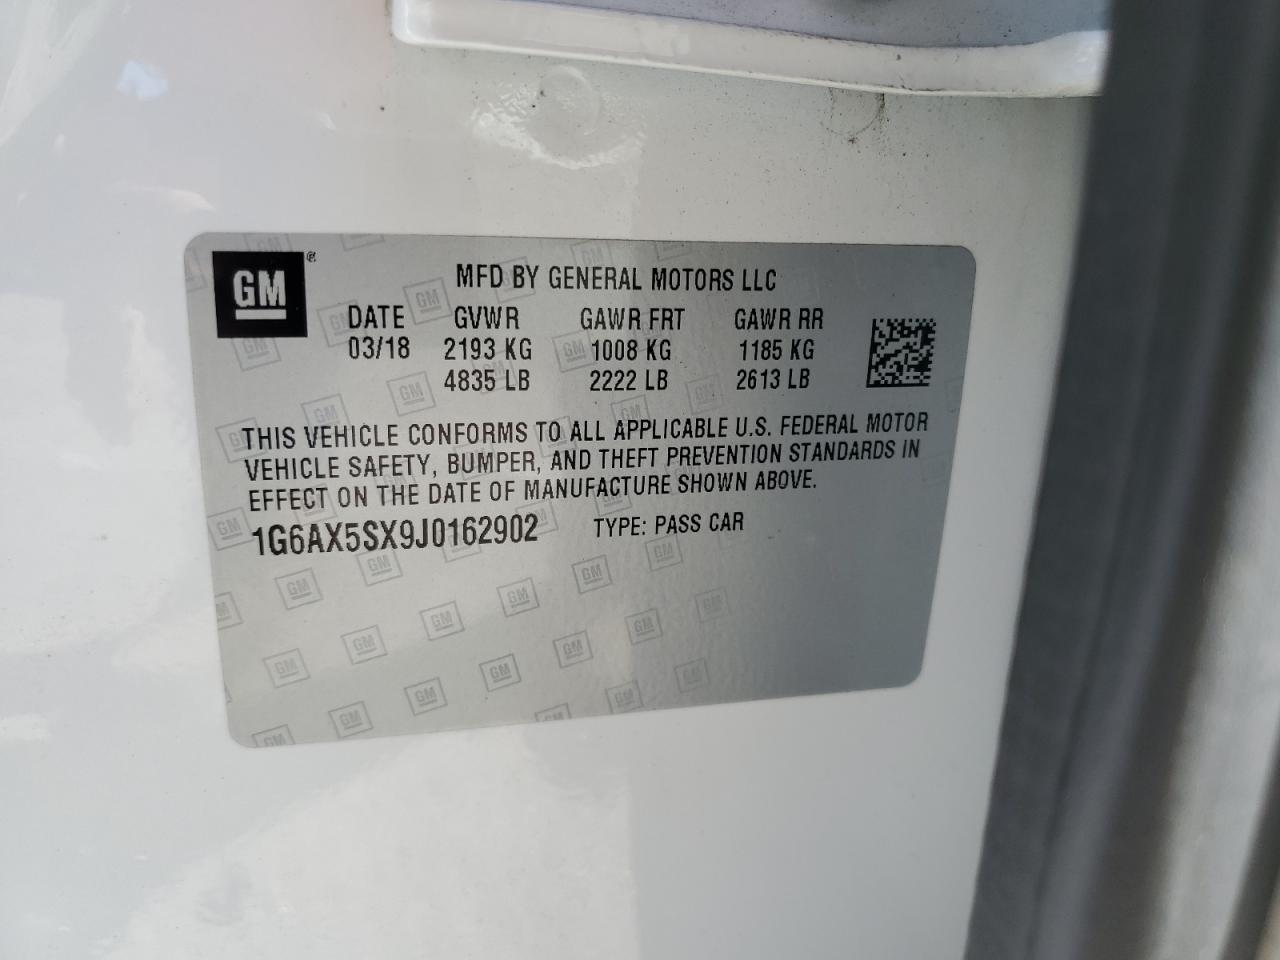 GM
MFD BY GENERAL MOTORS LLC
DATE GVWR GAWR FRT GAWR RR
03/18 2193 KG 1008 KG 1185 KG
4835 LB 2222 LB 2613 LB
THIS VEHICLE CONFORMS TO ALL APPLICABLE U.S. FEDERAL MOTOR
VEHICLE SAFETY, BUMPER, AND THEFT PREVENTION STANDARDS IN
EFFECT ON THE DATE OF MANUFACTURE SHOWN ABOVE.
1G6AX5SX9J0162902 TYPE: PASS CAR